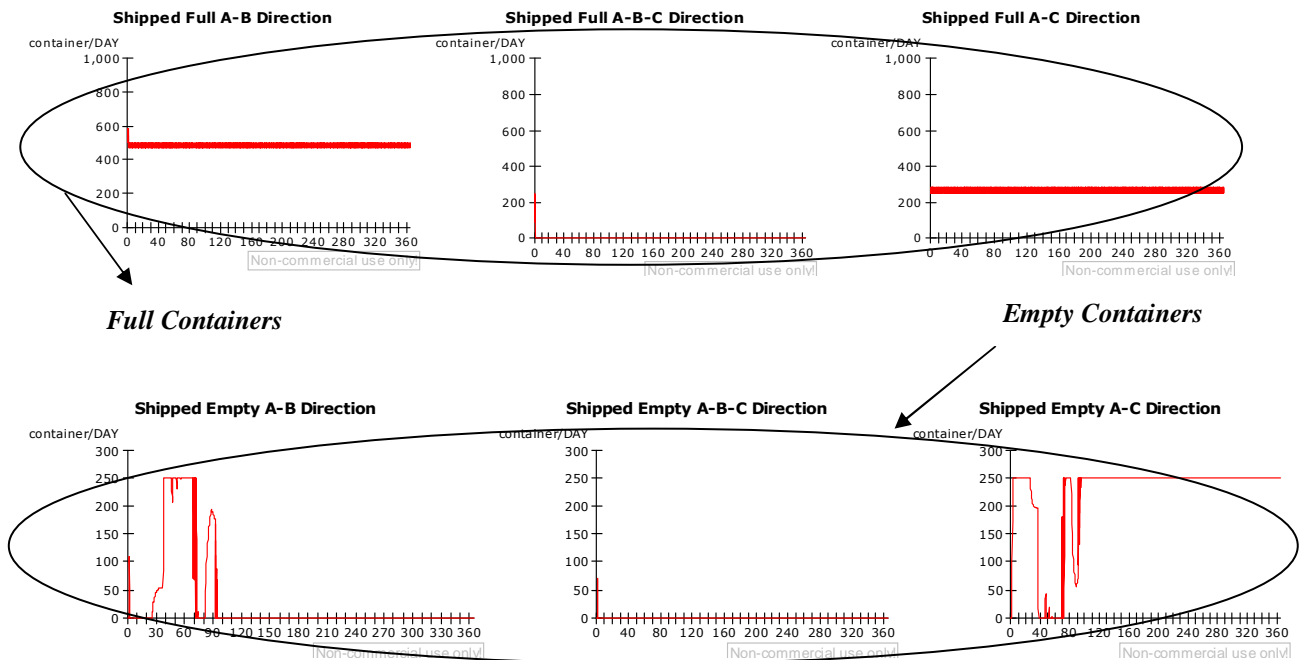 Shipped Full A-B Direction
container/DAY
1,000
800
600
400
200
0
0 40 80 120 160 200 240 280 320 360
Non-commercial use only!
Shipped Full A-B-C Direction
container/DAY
1,000
800
600
400
200
0
0 40 80 120 160 200 240 280 320 360
Non-commercial use only!
Shipped Full A-C Direction
container/DAY
1,000
800
600
400
200
0
0 40 80 120 160 200 240 280 320 360
Non-commercial use only!
Full Containers
Empty Containers
Shipped Empty A-B Direction
container/DAY
300
250
200
150
100
50
0
0 30 60 90 120 150 180 210 240 270 300 330 360
Non-commercial use only!
Shipped Empty A-B-C Direction
container/DAY
300
250
200
150
100
50
0
0 40 80 120 160 200 240 280 320 360
Non-commercial use only!
Shipped Empty A-C Direction
container/DAY
300
250
200
150
100
50
0
0 40 80 120 160 200 240 280 320 360
Non-commercial use only!